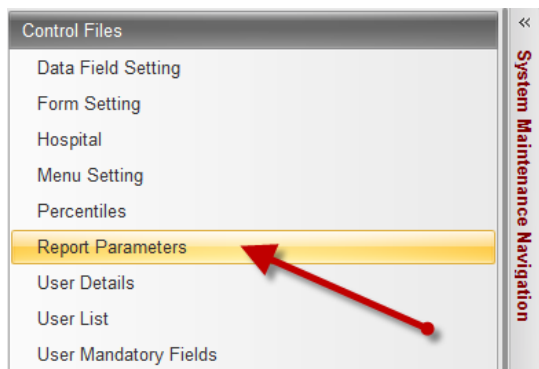 Control Files
Data Field Setting
Form Setting
Hospital
Menu Setting
Percentiles
Report Parameters
User Details
User List
User Mandatory Fields
«
System Maintenance Navigation